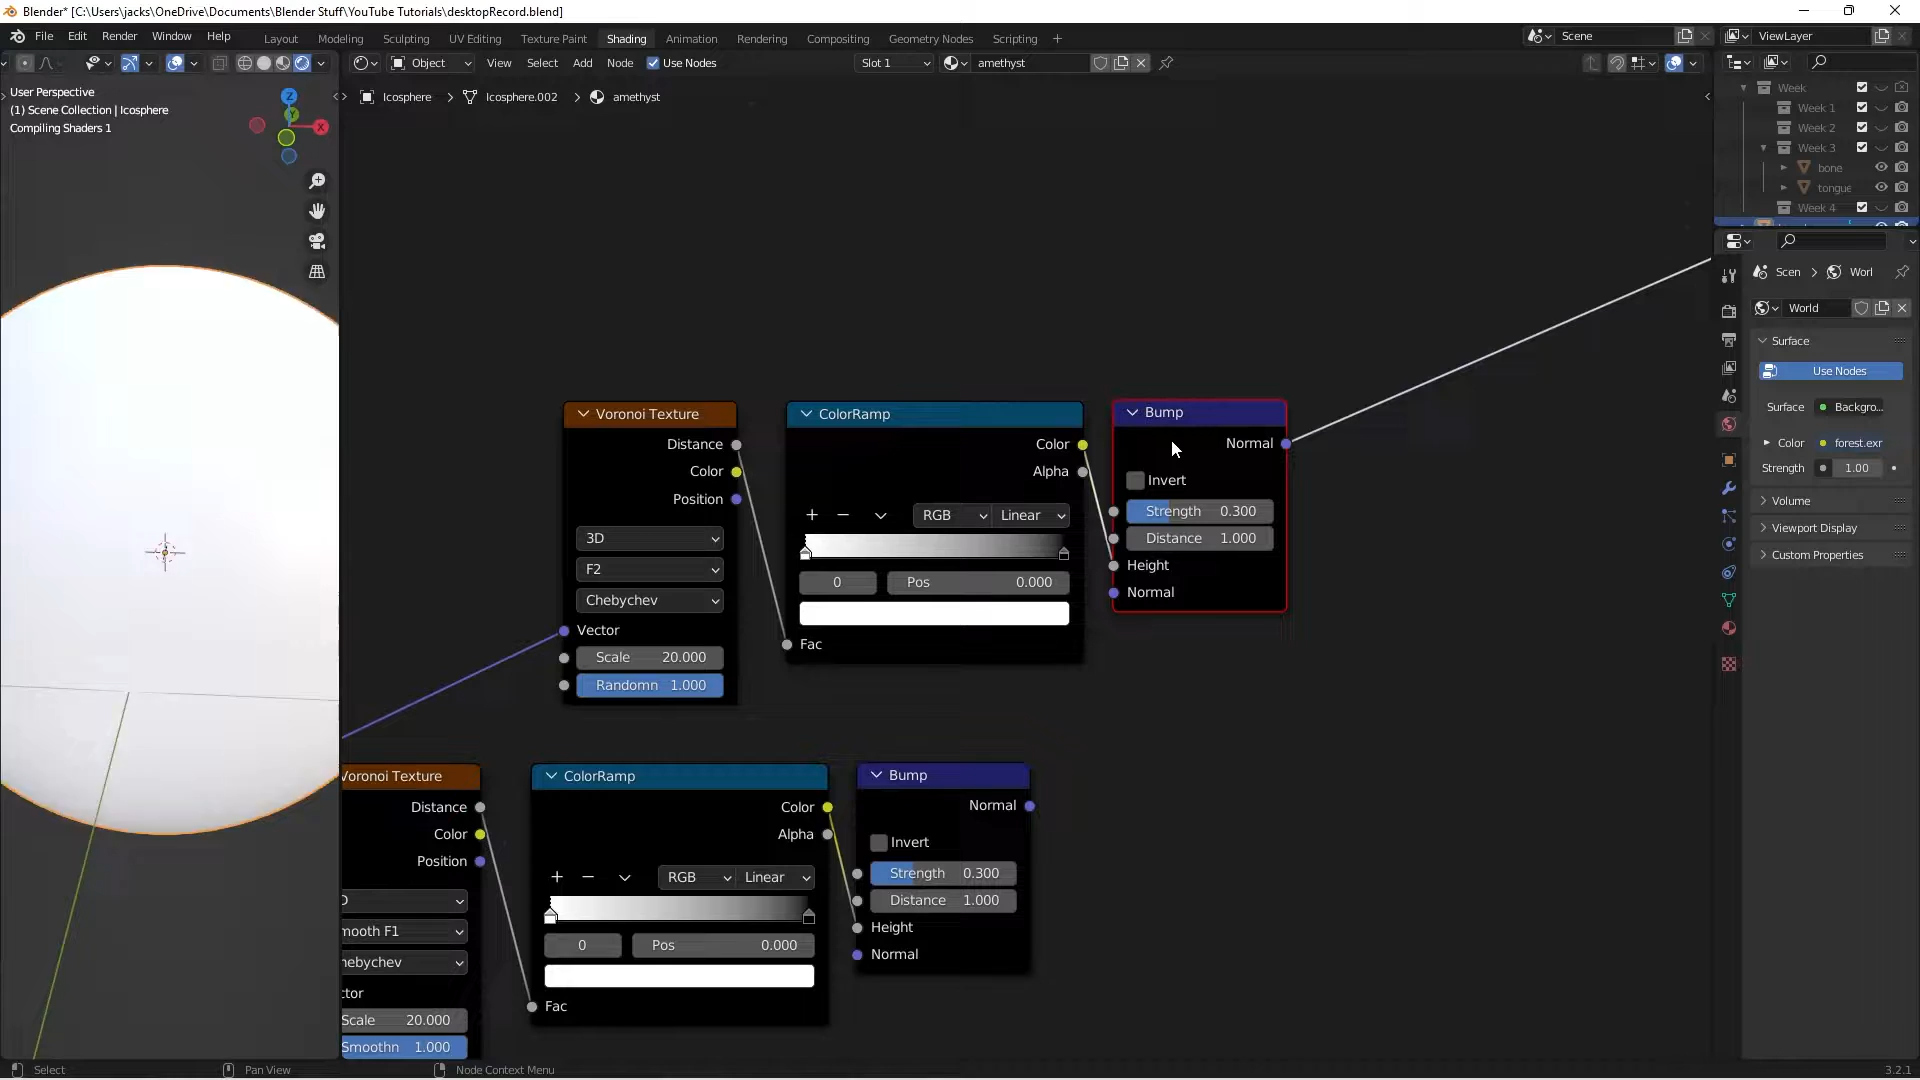 Blender* [C:\Users\jacks\OneDrive\Documents\Blender Stuff\YouTube Tutorials\desktopRecord.blend]
File Edit Render Window Help Layout Modeling Sculpting UV Editing Texture Paint Shading Animation Rendering Compositing Geometry Nodes Scripting + Scene ViewLayer
Object View Select Add Node Use Nodes Slot 1 amethyst
User Perspective
(1) Scene Collection | Icosphere
Compiling Shaders 1
Icosphere > Icosphere.002 > amethyst
Z
Y
X
Week
Week 1
Week 2
Week 3
bone
tongue
Week 4
Scen > Worl
World
Surface
Use Nodes
Surface Backgro...
Color forest.exr
Strength 1.00
Volume
Viewport Display
Custom Properties
Voronoi Texture
Distance
Color
Position
3D
F2
Chebychev
Vector
Scale 20.000
Randomn 1.000
ColorRamp
Color
Alpha
+ − RGB Linear
0 Pos 0.000
Fac
Bump
Normal
Invert
Strength 0.300
Distance 1.000
Height
Normal
Voronoi Texture
Distance
Color
Position
mooth F1
hebychev
ctor
Scale 20.000
Smoothn 1.000
ColorRamp
Color
Alpha
+ − RGB Linear
0 Pos 0.000
Fac
Bump
Normal
Invert
Strength 0.300
Distance 1.000
Height
Normal
Select Pan View Node Context Menu 3.2.1